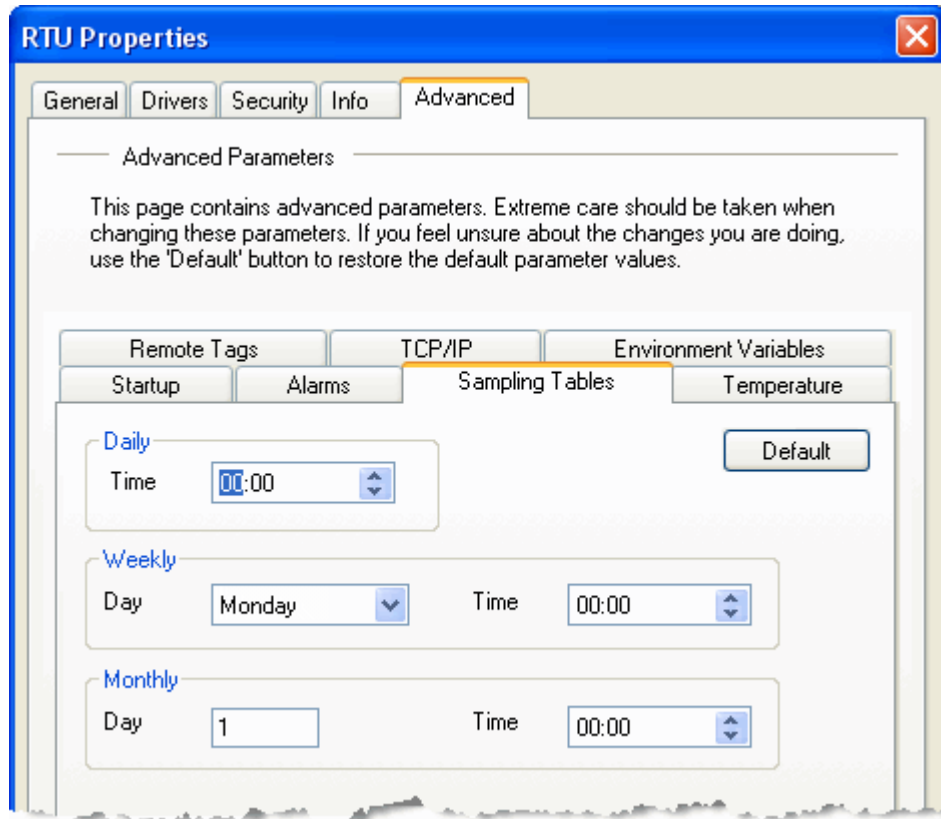 RTU Properties
General Drivers Security Info Advanced
Advanced Parameters
This page contains advanced parameters. Extreme care should be taken when
changing these parameters. If you feel unsure about the changes you are doing,
use the 'Default' button to restore the default parameter values.
Remote Tags TCP/IP Environment Variables
Startup Alarms Sampling Tables Temperature
Daily
Default
Time 00:00
Weekly
Day Monday Time 00:00
Monthly
Day 1 Time 00:00